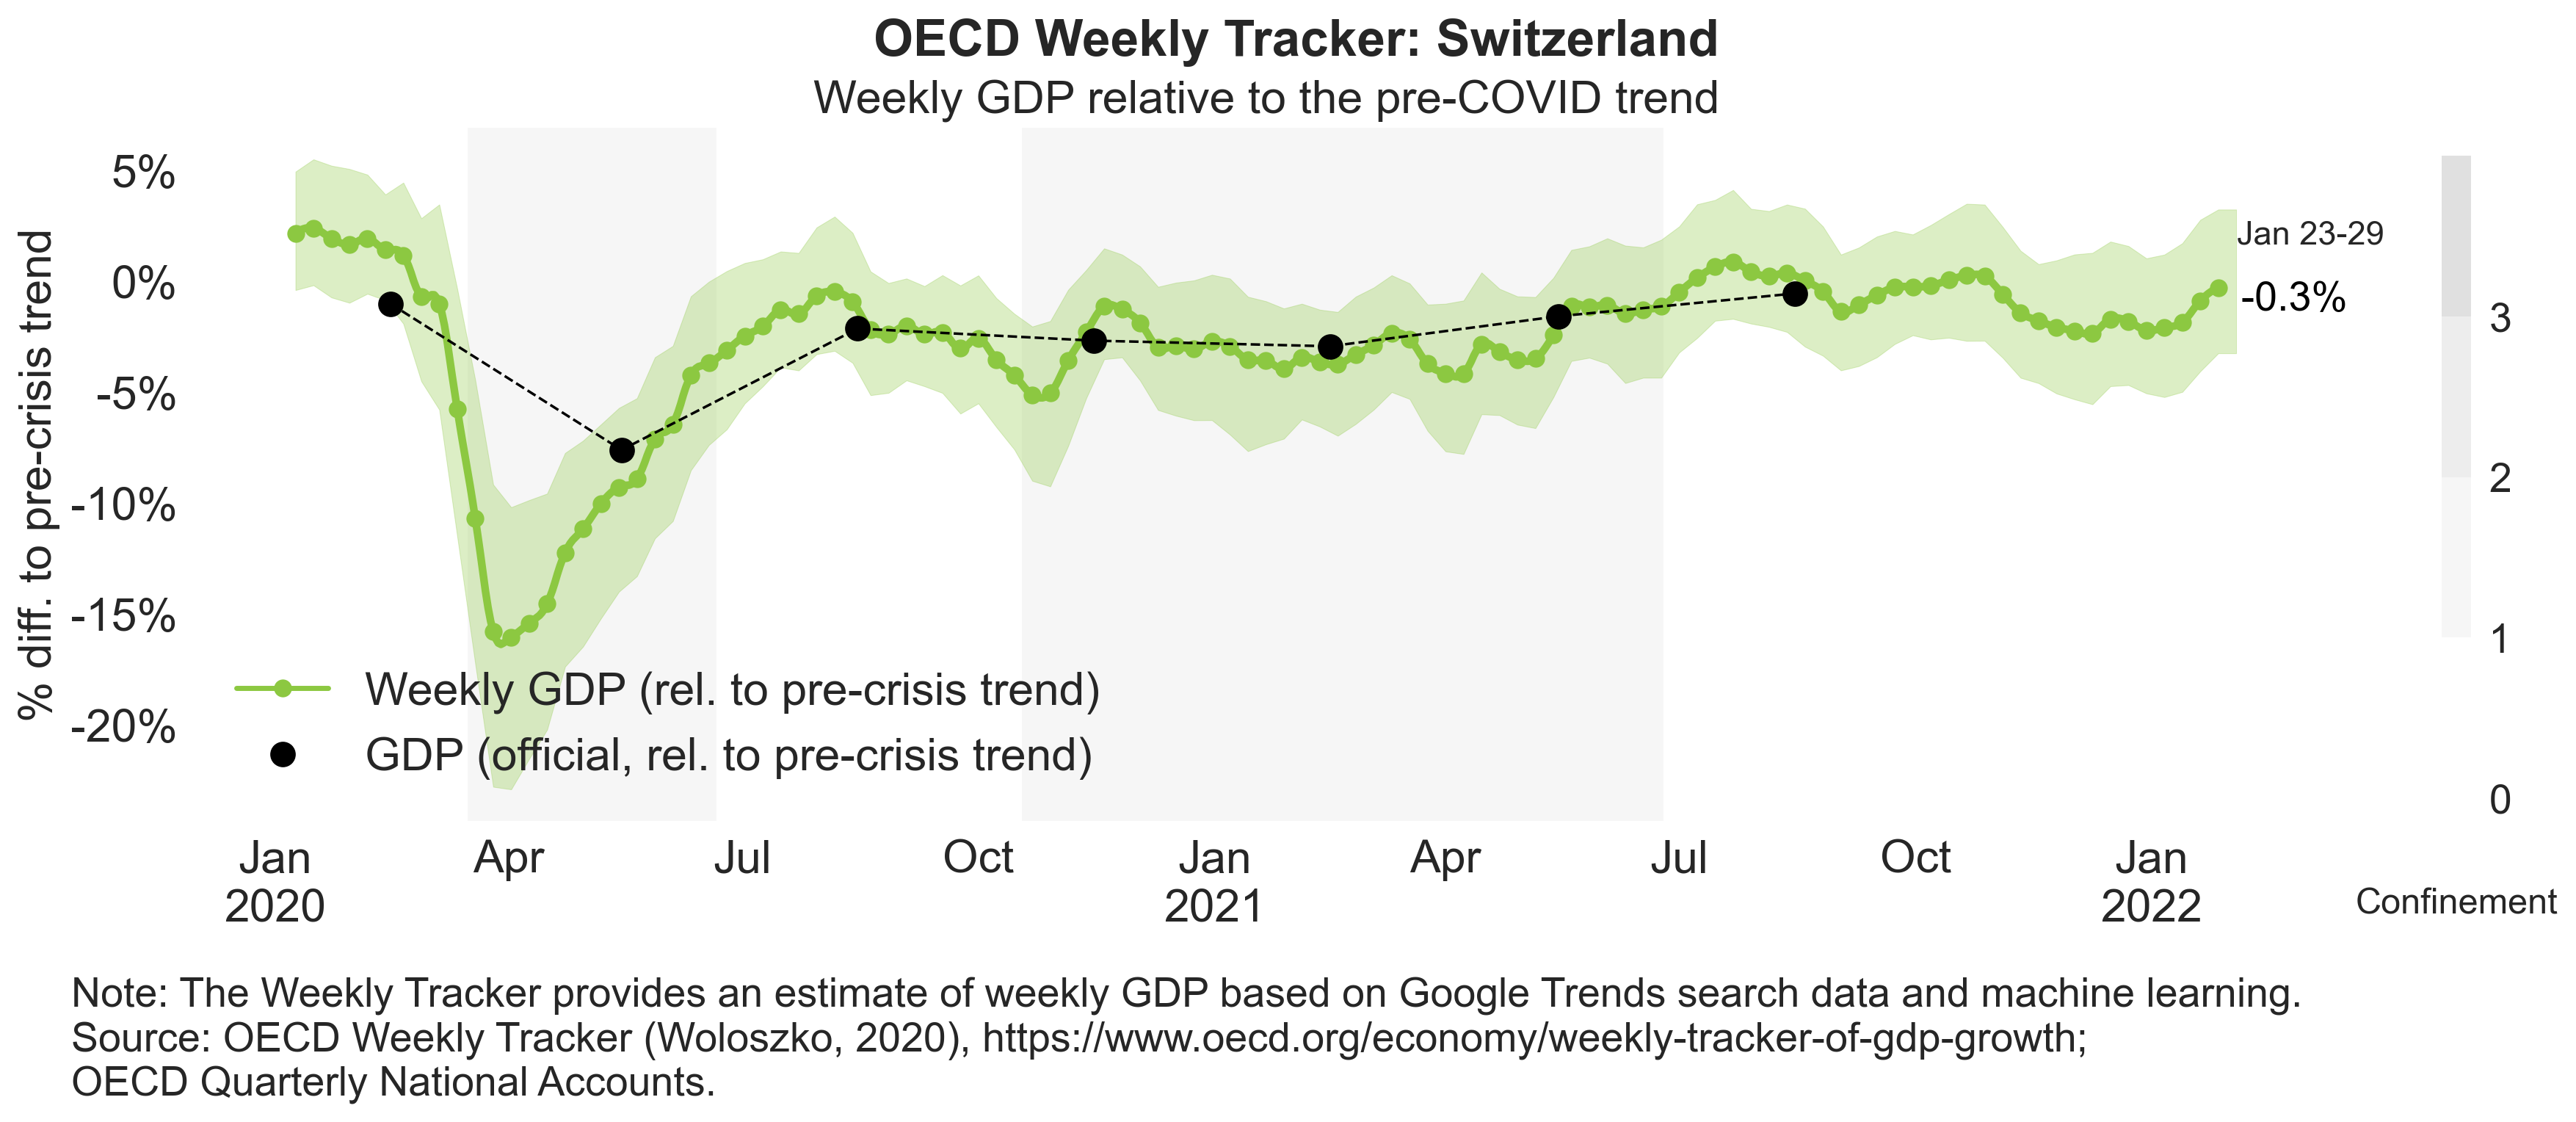 OECD Weekly Tracker: Switzerland
Weekly GDP relative to the pre-COVID trend
% diff. to pre-crisis trend
5%
0%
-5%
-10%
-15%
-20%
Jan 23-29
-0.3%
3
2
1
0
Weekly GDP (rel. to pre-crisis trend)
GDP (official, rel. to pre-crisis trend)
Jan Apr Jul Oct Jan Apr Jul Oct Jan
2020 2021 2022
Confinement
Note: The Weekly Tracker provides an estimate of weekly GDP based on Google Trends search data and machine learning.
Source: OECD Weekly Tracker (Woloszko, 2020), https://www.oecd.org/economy/weekly-tracker-of-gdp-growth;
OECD Quarterly National Accounts.